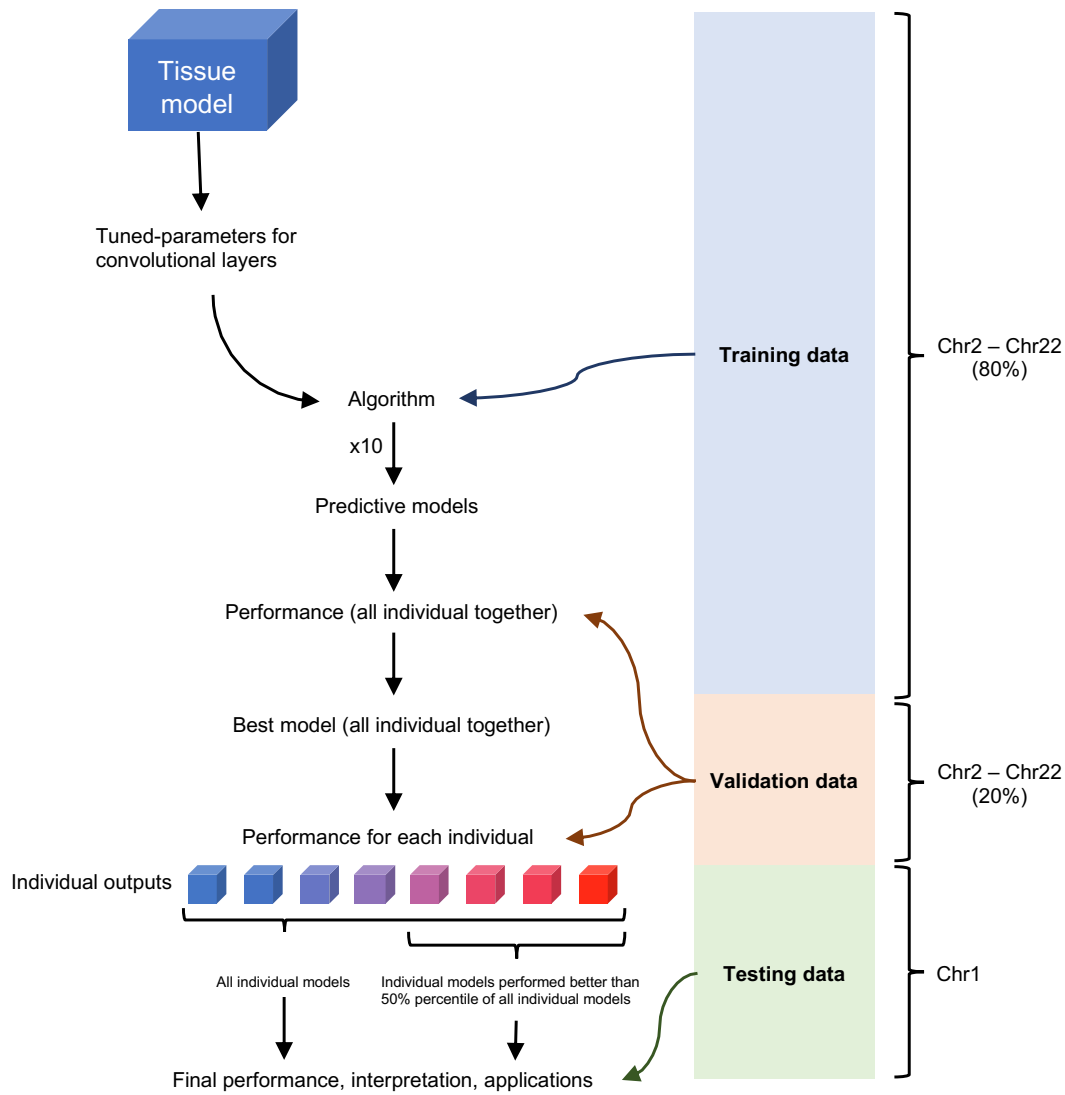 Tissue
model
Tuned-parameters for
convolutional layers
Algorithm
x10
Predictive models
Performance (all individual together)
Best model (all individual together)
Performance for each individual
Individual outputs
All individual models
Individual models performed better than
50% percentile of all individual models
Final performance, interpretation, applications
Training data
Validation data
Testing data
Chr2 – Chr22
(80%)
Chr2 – Chr22
(20%)
Chr1